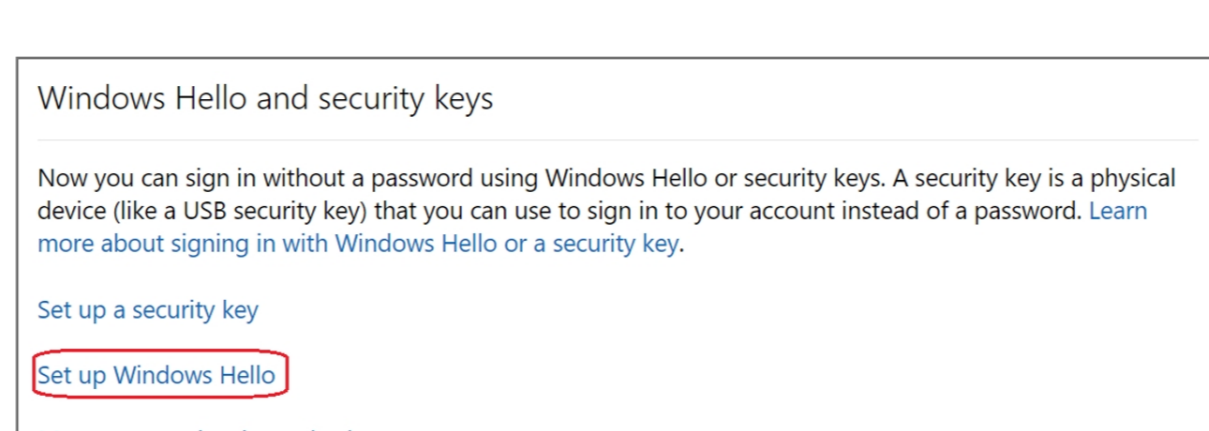 Windows Hello and security keys
Now you can sign in without a password using Windows Hello or security keys. A security key is a physical
device (like a USB security key) that you can use to sign in to your account instead of a password. Learn
more about signing in with Windows Hello or a security key.
Set up a security key
Set up Windows Hello